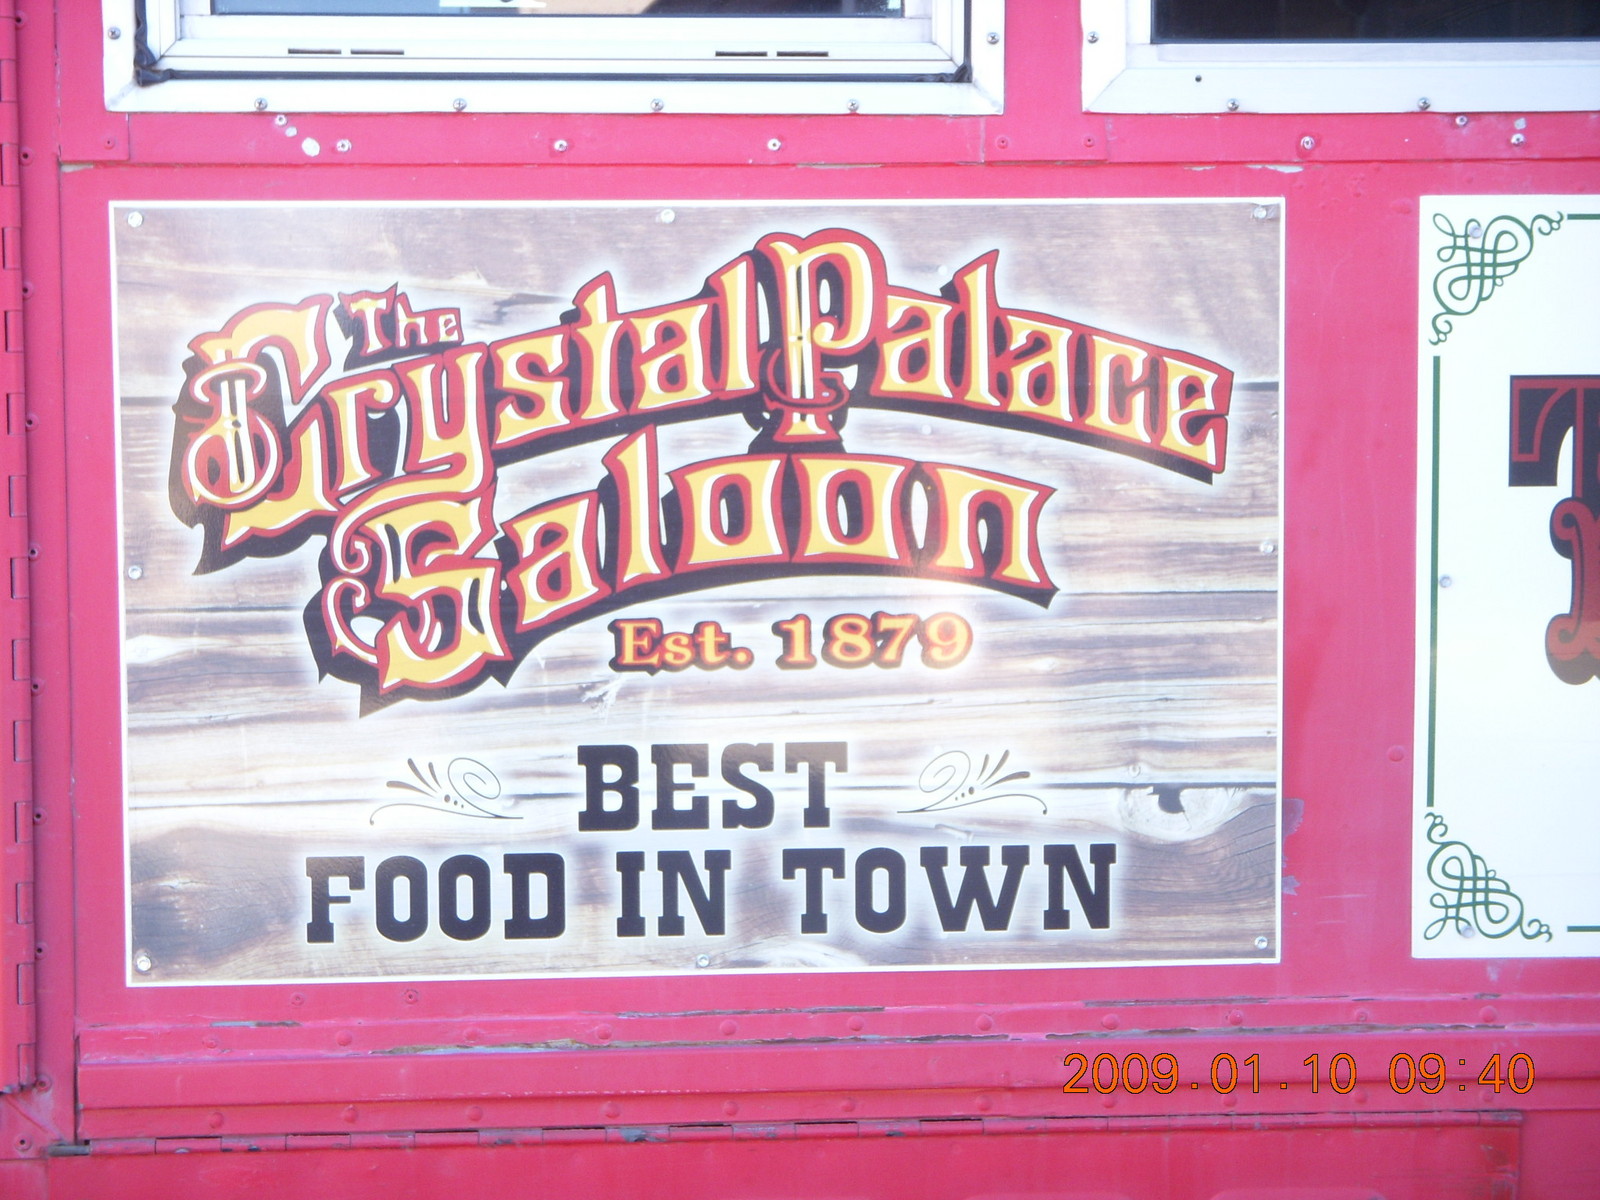 The
Crystal Palace
Saloon
Est. 1879
BEST
FOOD IN TOWN
2009.01.10 09:40